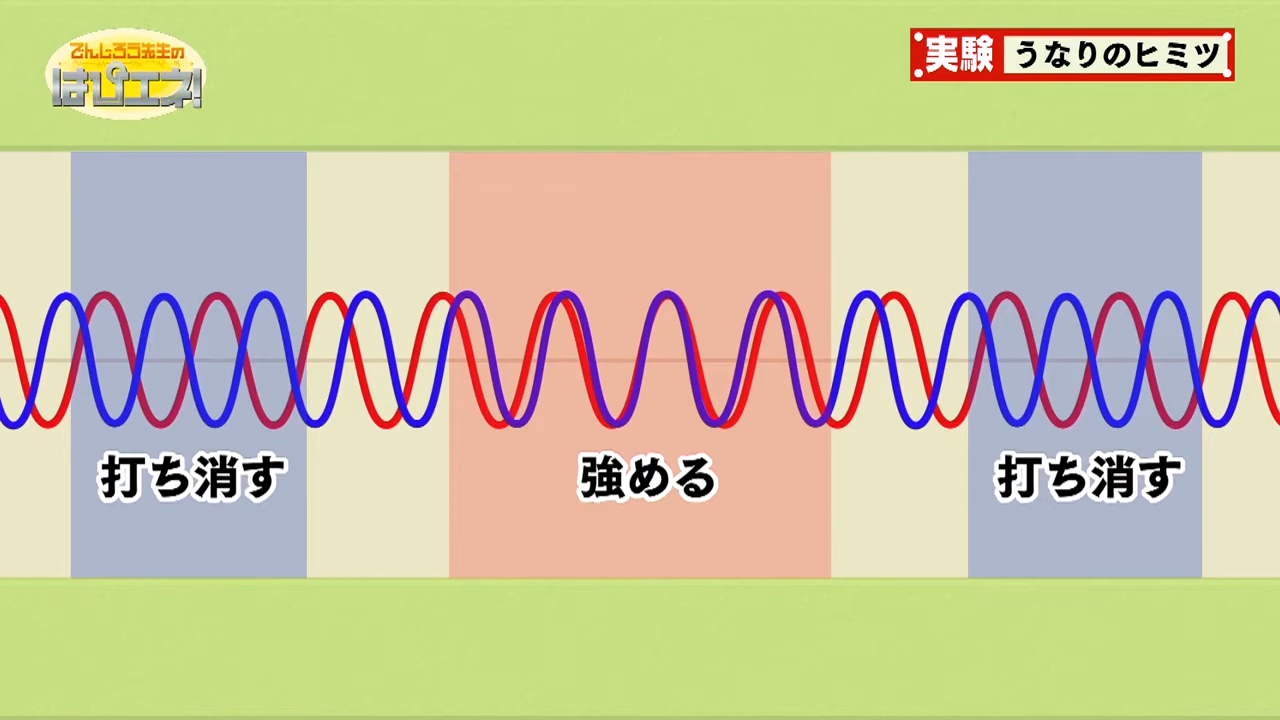 でんじろう先生の
はぴエネ!
実験 うなりのヒミツ
打ち消す
強める
打ち消す